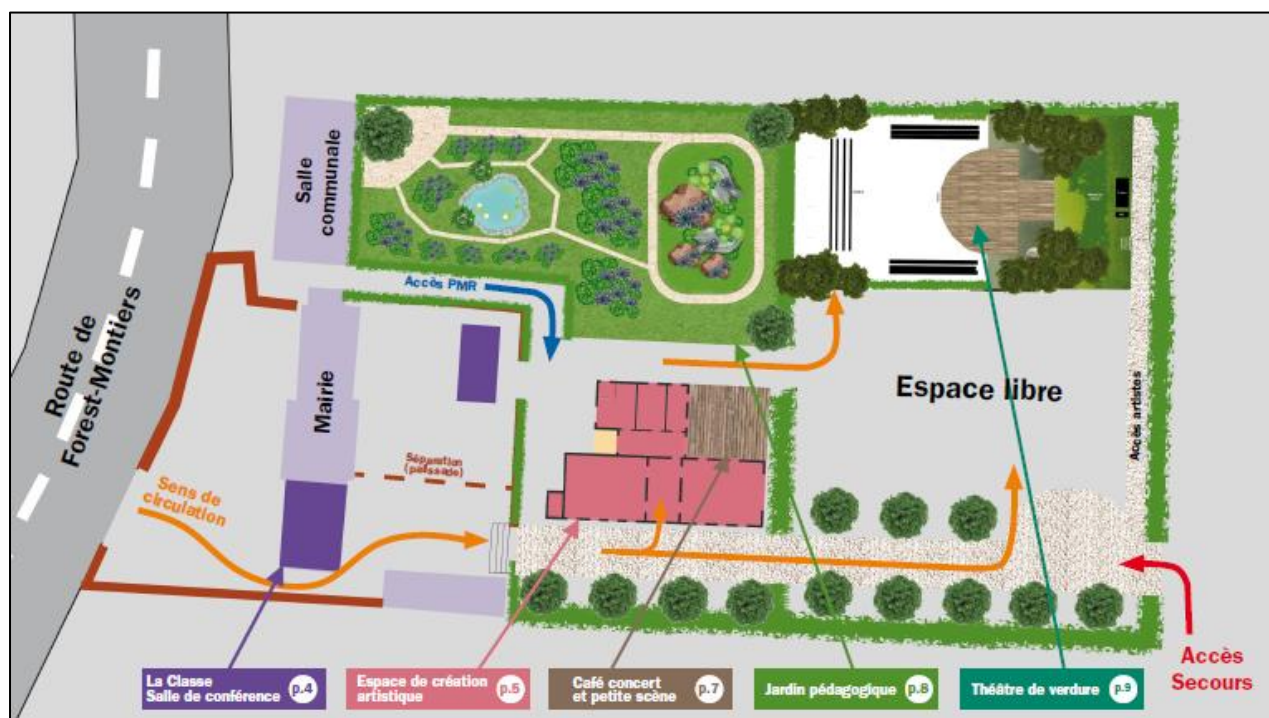 Salle
communale
Route de
Forest-Montiers
Accès PMR
Mairie
Espace libre
Accès artistes
Séparation
(palissade)
Sens de
circulation
Accès
Secours
La Classe
Salle de conférence
p.4
Espace de création
artistique
p.5
Café concert
et petite scène
p.7
Jardin pédagogique
p.8
Théâtre de verdure
p.9